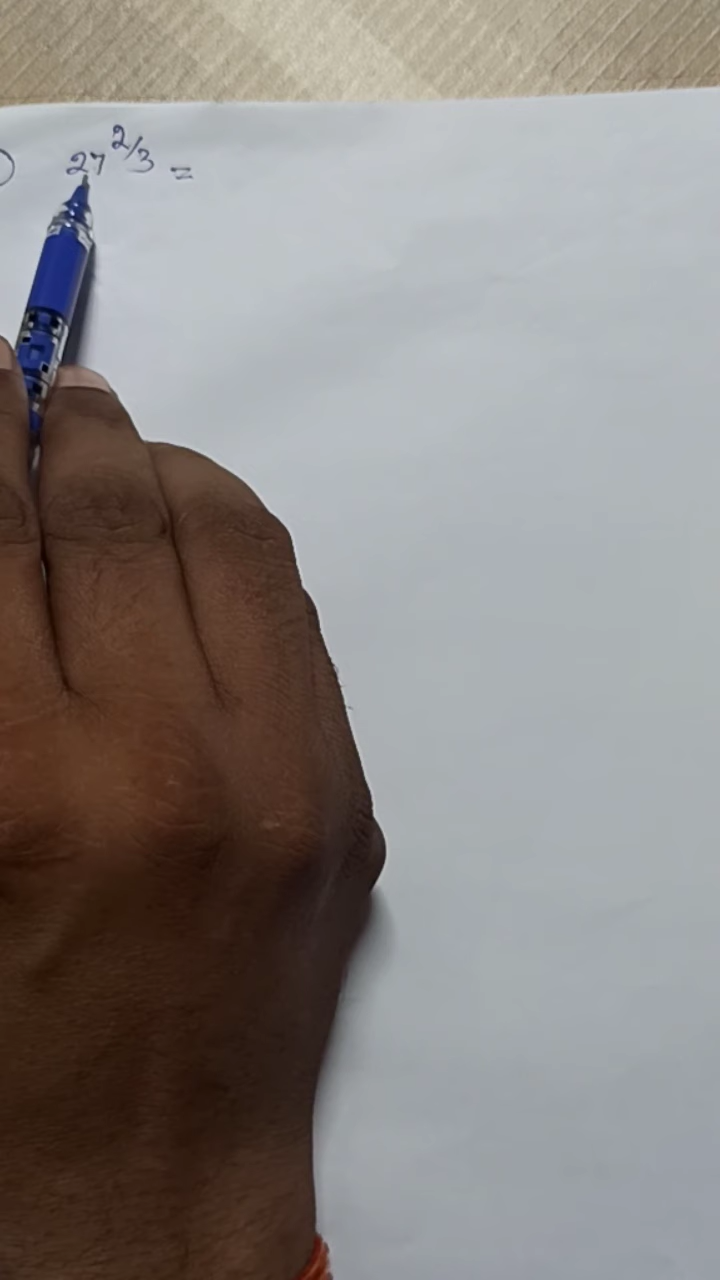 ) 27^2/3 =